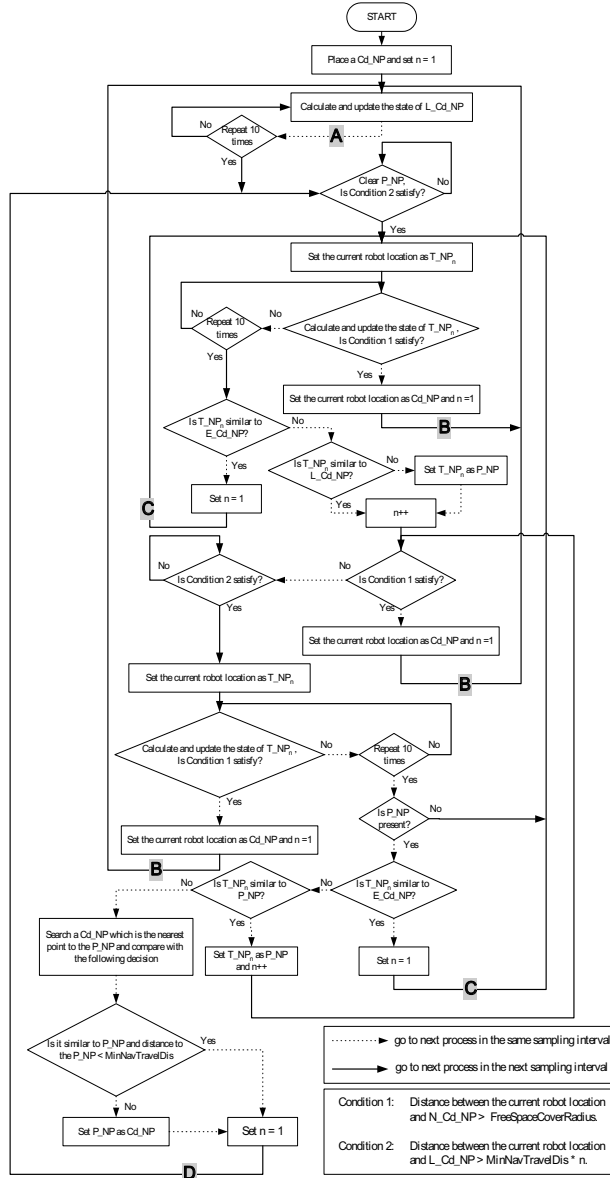 START
Place a Cd_NP and set n = 1
Calculate and update the state of L_Cd_NP
A
No
Repeat 10
times
Yes
Clear P_NP,
Is Condition 2 satisfy?
No
Yes
Set the current robot location as T_NPn
No
Repeat 10
times
No
Calculate and update the state of T_NPn ,
Is Condition 1 satisfy?
Yes
Yes
Set the current robot location as Cd_NP and n =1
B
Is T_NPn similar to
E_Cd_NP?
No
Yes
Is T_NPn similar to
L_Cd_NP?
No
Set T_NPn as P_NP
Yes
Set n = 1
C
n++
No
Is Condition 2 satisfy?
No
Is Condition 1 satisfy?
Yes
Yes
Set the current robot location as Cd_NP and n =1
B
Set the current robot location as T_NPn
Calculate and update the state of T_NPn ,
Is Condition 1 satisfy?
No
Repeat 10
times
No
Yes
Yes
Is P_NP
present?
No
Set the current robot location as Cd_NP and n =1
B
Yes
No
Is T_NPn similar to
P_NP?
No
Is T_NPn similar to
E_Cd_NP?
Search a Cd_NP which is the nearest
point to the P_NP and compare with
the following decision
Yes
Yes
Set T_NPn as P_NP
and n++
Set n = 1
C
Is it similar to P_NP and distance to
the P_NP < MinNavTravelDis
Yes
No
Set P_NP as Cd_NP
Set n = 1
D
go to next process in the same sampling interval
go to next process in the next sampling interval
Condition 1: Distance between the current robot location
and N_Cd_NP > FreeSpaceCoverRadius.
Condition 2: Distance between the current robot location
and L_Cd_NP > MinNavTravelDis * n.